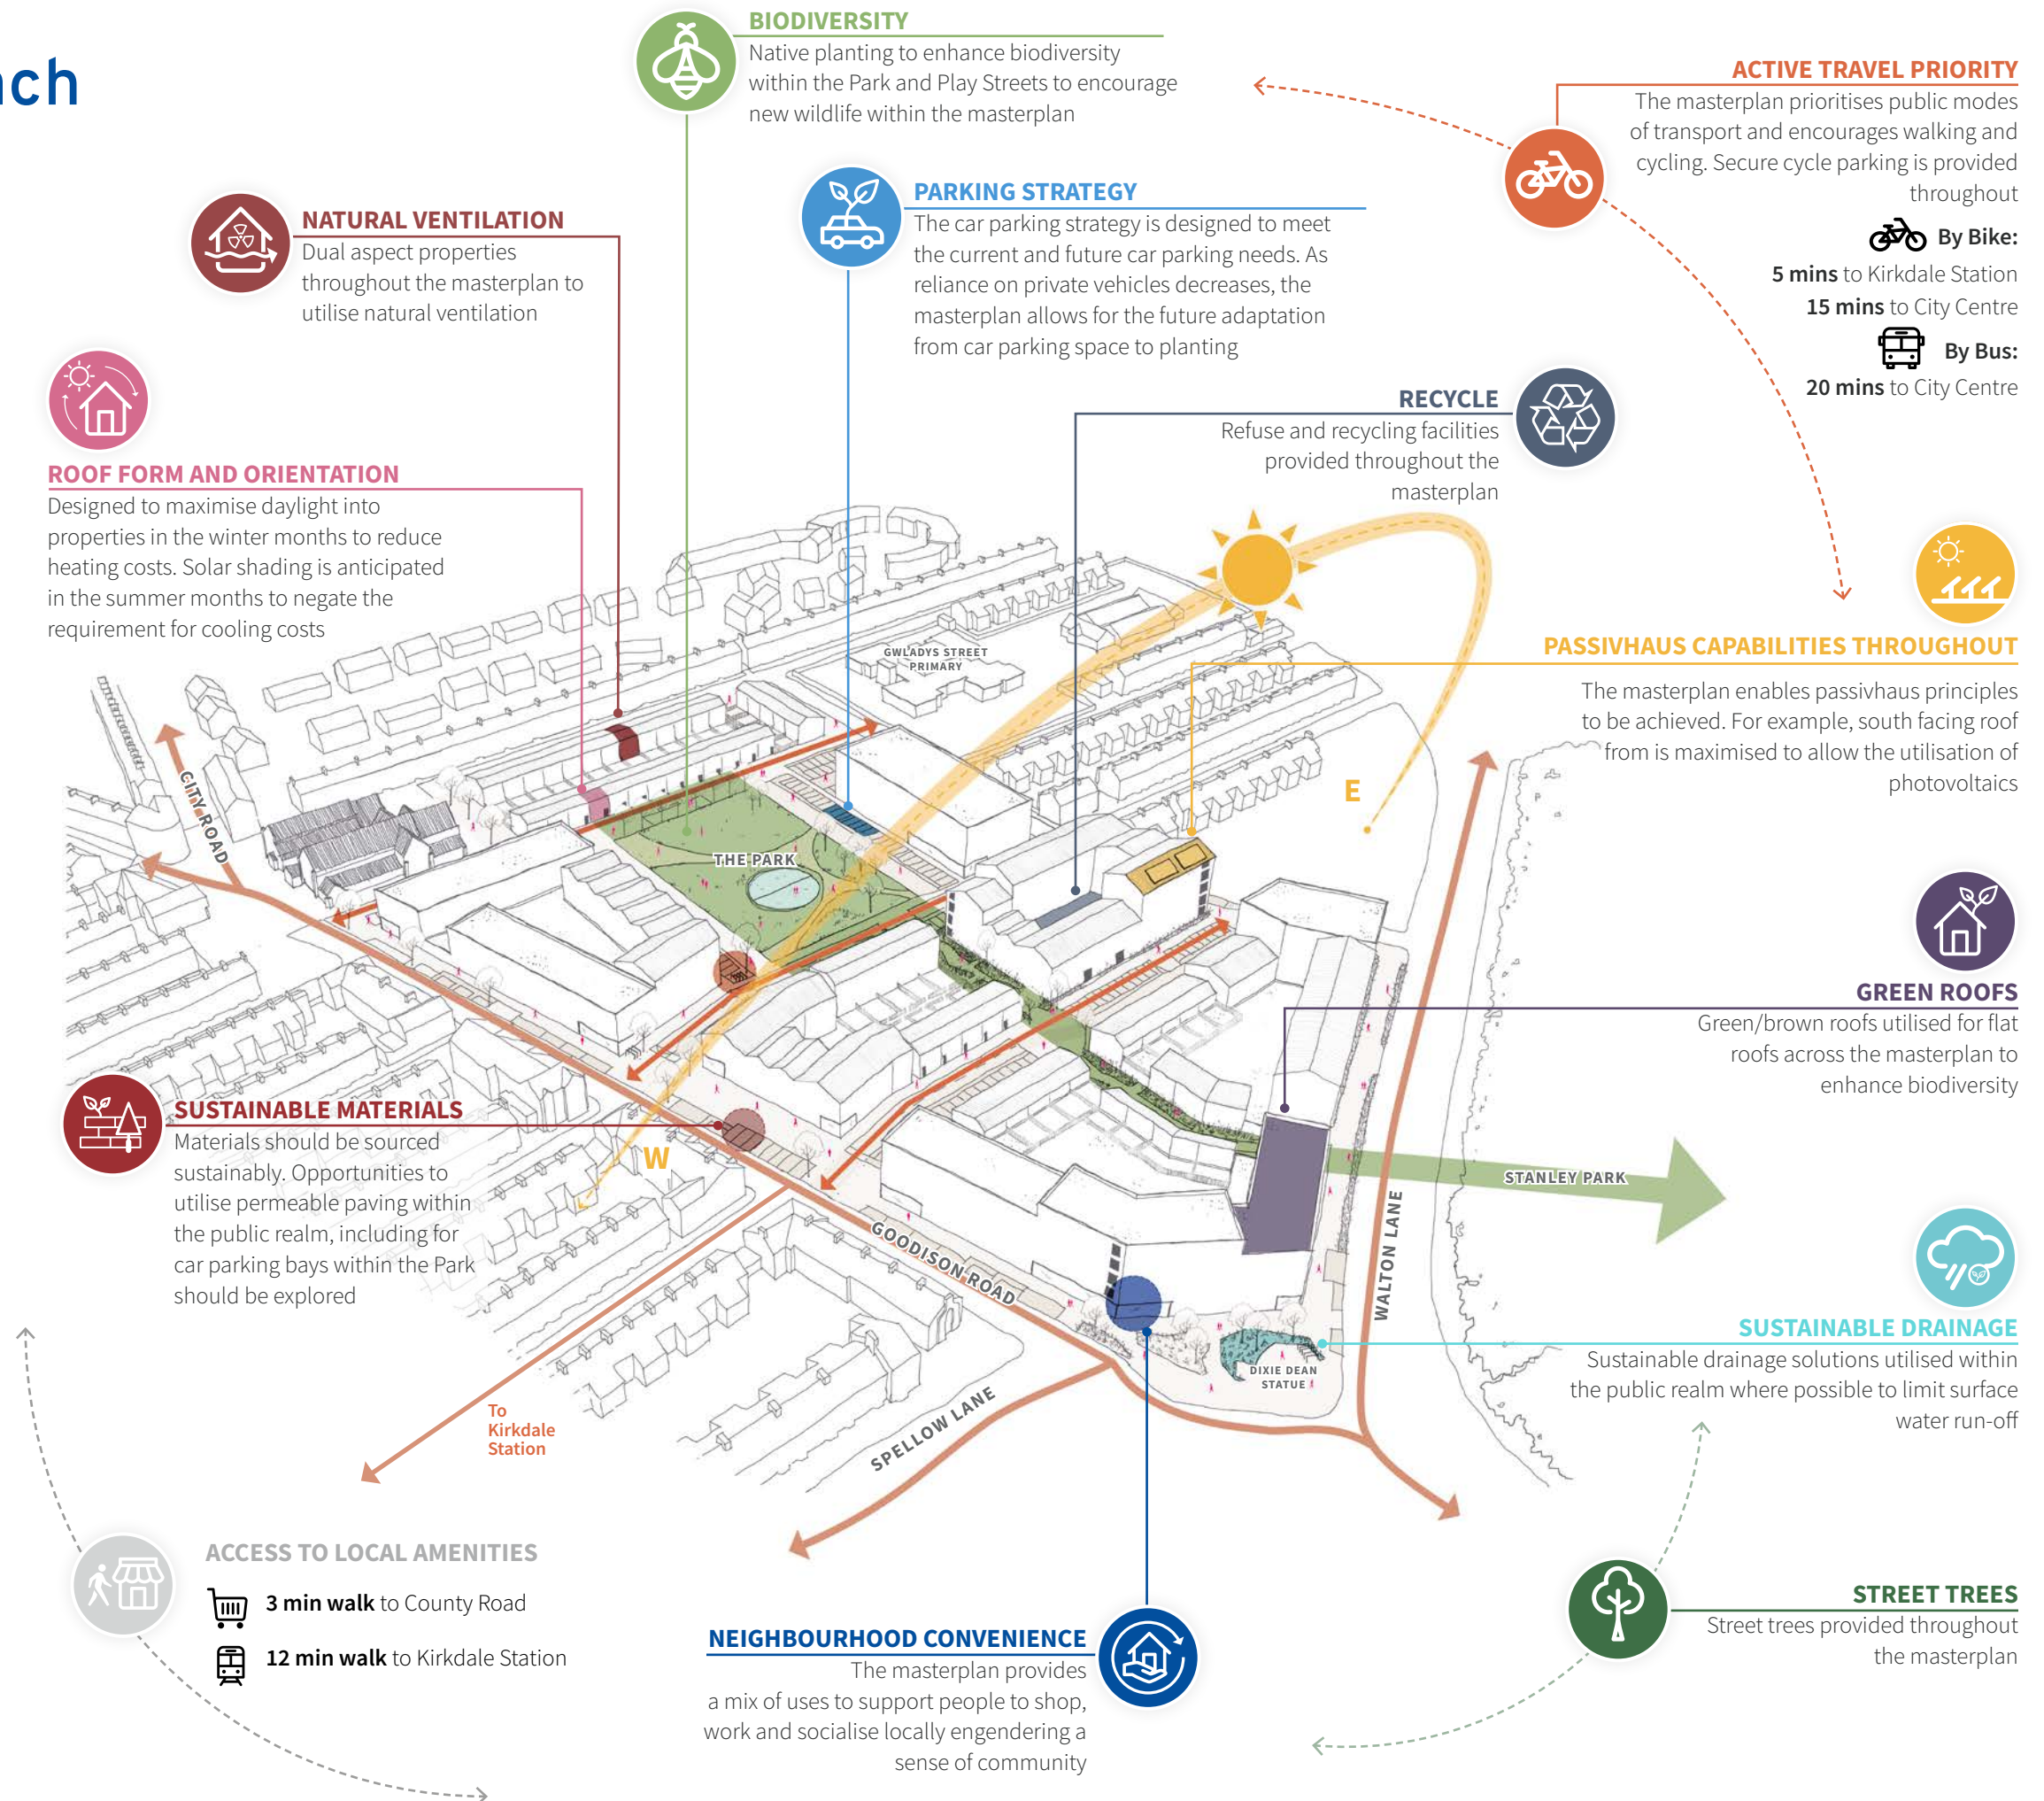 BIODIVERSITY
Native planting to enhance biodiversity
within the Park and Play Streets to encourage
new wildlife within the masterplan
ACTIVE TRAVEL PRIORITY
The masterplan prioritises public modes
of transport and encourages walking and
cycling. Secure cycle parking is provided
throughout
By Bike:
5 mins to Kirkdale Station
15 mins to City Centre
By Bus:
20 mins to City Centre
NATURAL VENTILATION
Dual aspect properties
throughout the masterplan to
utilise natural ventilation
PARKING STRATEGY
The car parking strategy is designed to meet
the current and future car parking needs. As
reliance on private vehicles decreases, the
masterplan allows for the future adaptation
from car parking space to planting
RECYCLE
Refuse and recycling facilities
provided throughout the
masterplan
ROOF FORM AND ORIENTATION
Designed to maximise daylight into
properties in the winter months to reduce
heating costs. Solar shading is anticipated
in the summer months to negate the
requirement for cooling costs
PASSIVHAUS CAPABILITIES THROUGHOUT
The masterplan enables passivhaus principles
to be achieved. For example, south facing roof
from is maximised to allow the utilisation of
photovoltaics
GWLADYS STREET
PRIMARY
CITY ROAD
THE PARK
E
GREEN ROOFS
Green/brown roofs utilised for flat
roofs across the masterplan to
enhance biodiversity
SUSTAINABLE MATERIALS
Materials should be sourced
sustainably. Opportunities to
utilise permeable paving within
the public realm, including for
car parking bays within the Park
should be explored
W
STANLEY PARK
GOODISON ROAD
WALTON LANE
DIXIE DEAN
STATUE
SUSTAINABLE DRAINAGE
Sustainable drainage solutions utilised within
the public realm where possible to limit surface
water run-off
To
Kirkdale
Station
SPELLOW LANE
ACCESS TO LOCAL AMENITIES
3 min walk to County Road
12 min walk to Kirkdale Station
NEIGHBOURHOOD CONVENIENCE
The masterplan provides
a mix of uses to support people to shop,
work and socialise locally engendering a
sense of community
STREET TREES
Street trees provided throughout
the masterplan